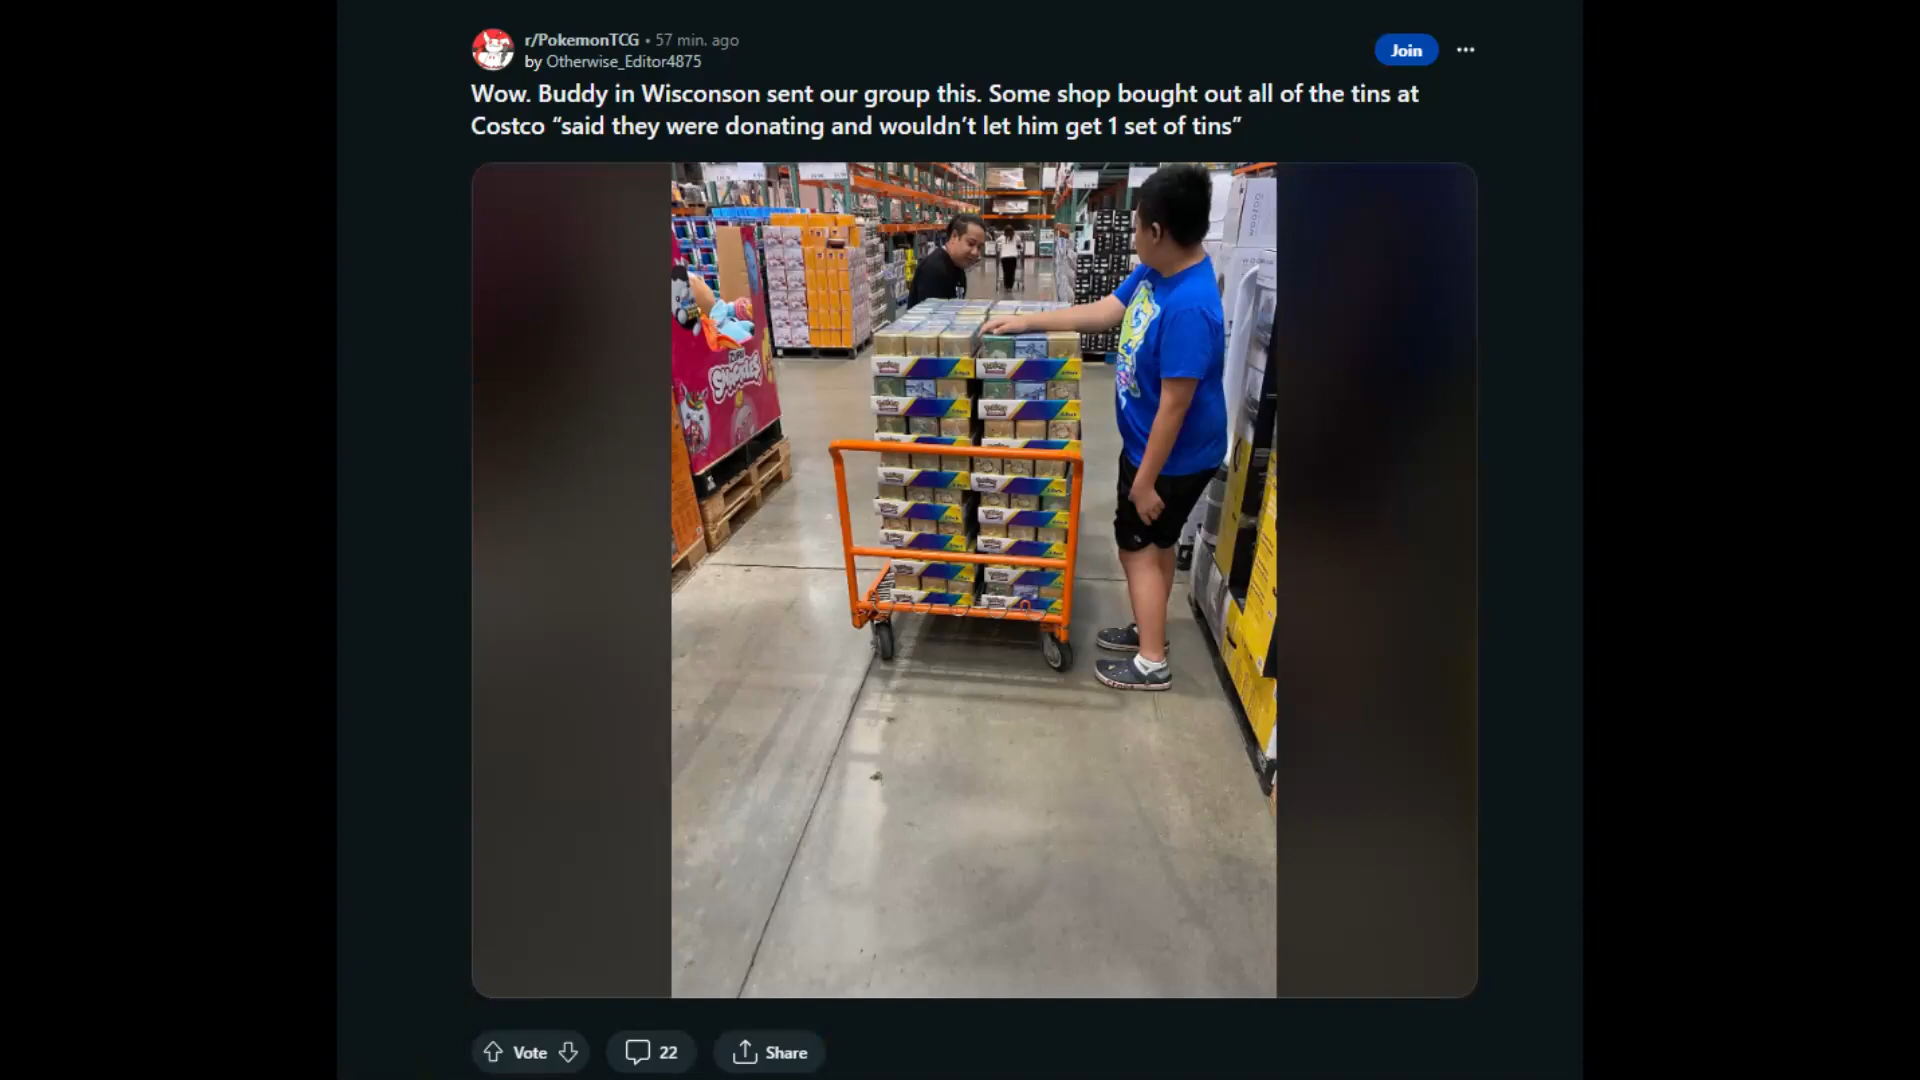 r/PokemonTCG • 57 min. ago
by Otherwise_Editor4875
Join
Wow. Buddy in Wisconson sent our group this. Some shop bought out all of the tins at
Costco “said they were donating and wouldn’t let him get 1 set of tins”
Vote
22
Share